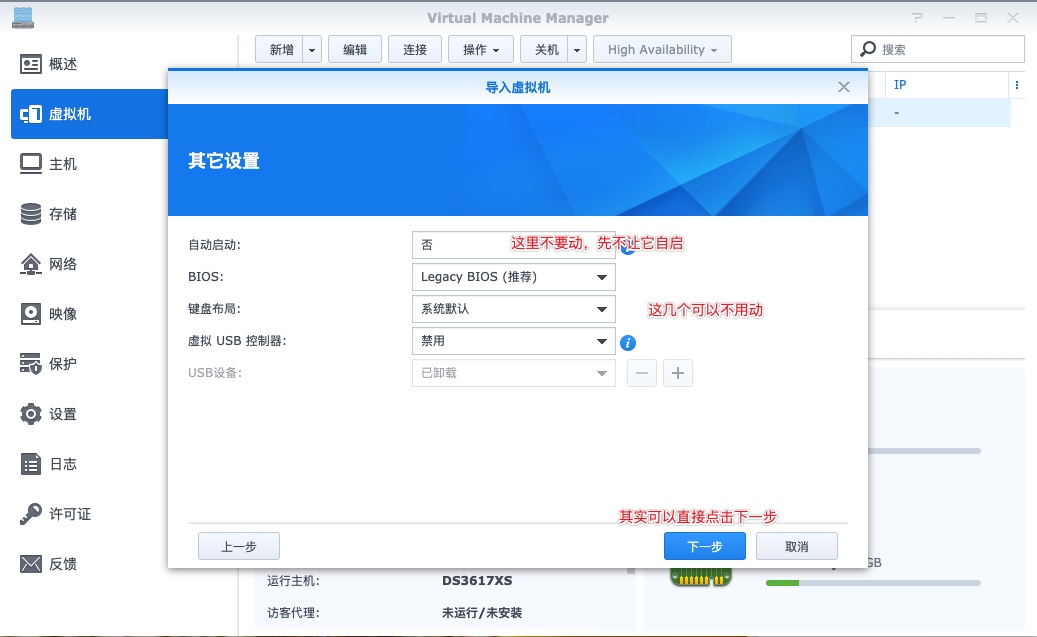 Virtual Machine Manager
新增
编辑
连接
操作
关机
High Availability
搜索
概述
虚拟机
主机
存储
网络
映像
保护
设置
日志
许可证
反馈
IP
-
导入虚拟机
其它设置
自动启动:
否
这里不要动，先不让它自启
BIOS:
Legacy BIOS (推荐)
键盘布局:
系统默认
这几个可以不用动
虚拟 USB 控制器:
禁用
USB设备:
已卸载
其实可以直接点击下一步
上一步
下一步
取消
GB
运行主机:
DS3617XS
访客代理:
未运行/未安装